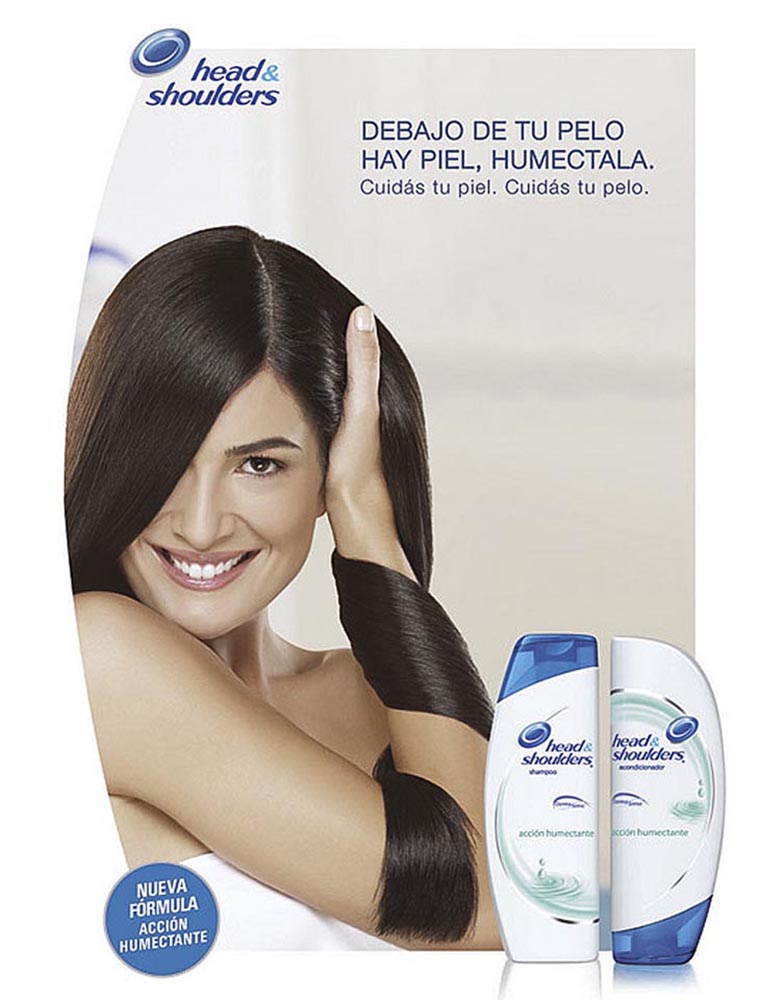 head&
shoulders
DEBAJO DE TU PELO
HAY PIEL, HUMECTALA.
Cuidás tu piel. Cuidás tu pelo.
head&
shoulders
shampoo
acción humectante
head&
shoulders
acondicionador
acción humectante
NUEVA
FÓRMULA
ACCIÓN
HUMECTANTE